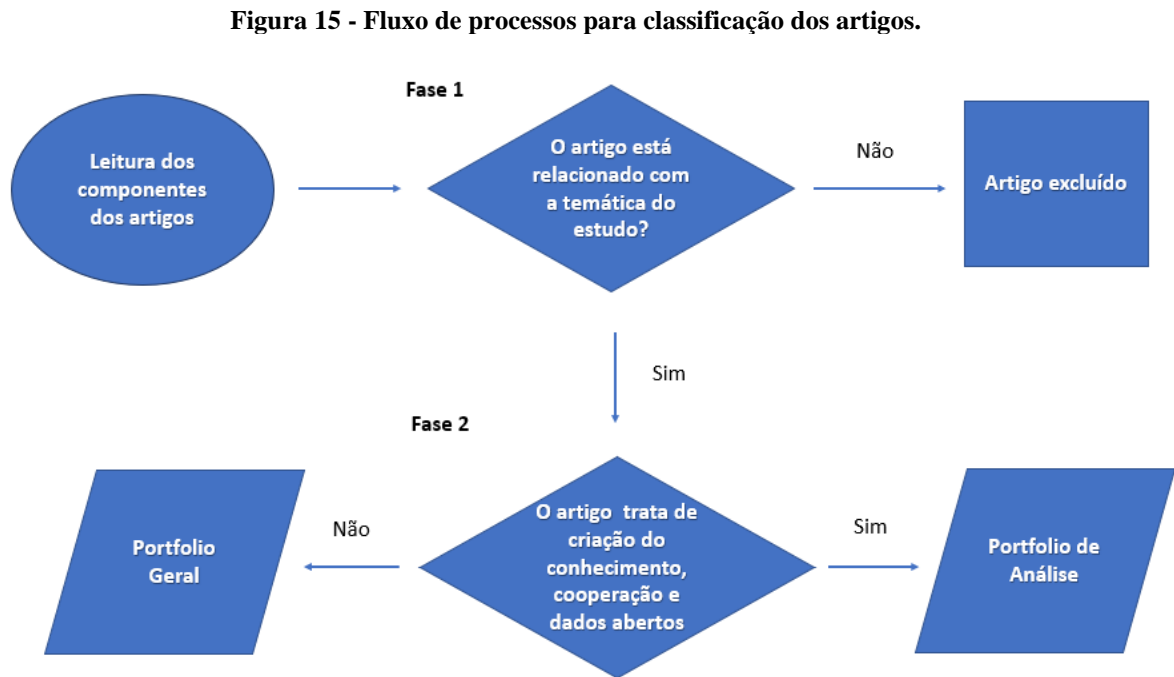 Figura 15 - Fluxo de processos para classificação dos artigos.
Fase 1
Leitura dos
componentes
dos artigos
O artigo está
relacionado com
a temática do
estudo?
Não
Artigo excluído
Sim
Fase 2
Portfolio
Geral
Não
O artigo  trata de
criação do
conhecimento,
cooperação e
dados abertos
Sim
Portfolio de
Análise